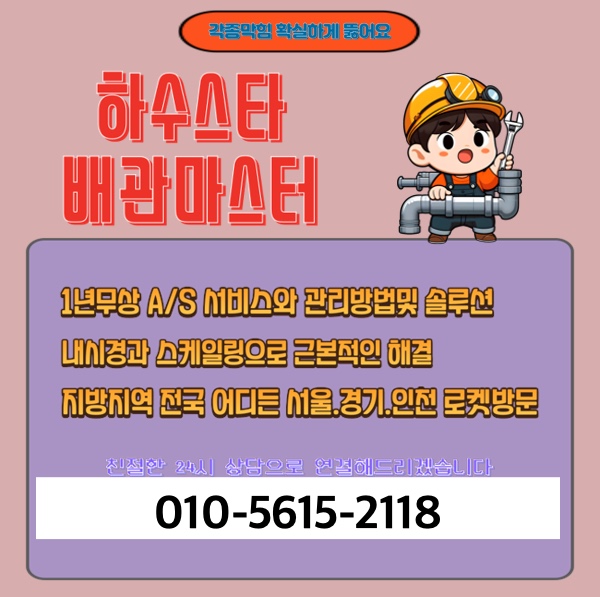 각종막힘 확실하게 뚫어요
하수스타
배관마스터
1년무상 A/S 서비스와 관리방법및 솔루션
내시경과 스케일링으로 근본적인 해결
지방지역 전국 어디든 서울.경기.인천 로켓방문
친절한 24시 상담으로 연결해드리겠습니다
010-5615-2118